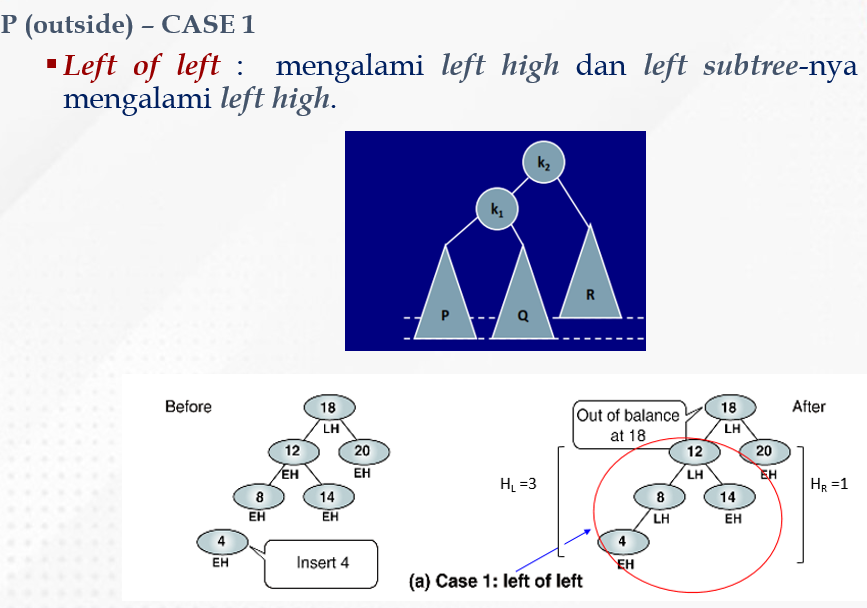 P (outside) – CASE 1
▪ Left of left : mengalami left high dan left subtree-nya
mengalami left high.
k2
k1
P
Q
R
Before
18
LH
12
EH
20
EH
8
EH
14
EH
4
EH
Insert 4
After
Out of balance
at 18
18
LH
12
LH
20
EH
HL =3
HR =1
8
LH
14
EH
4
EH
(a) Case 1: left of left